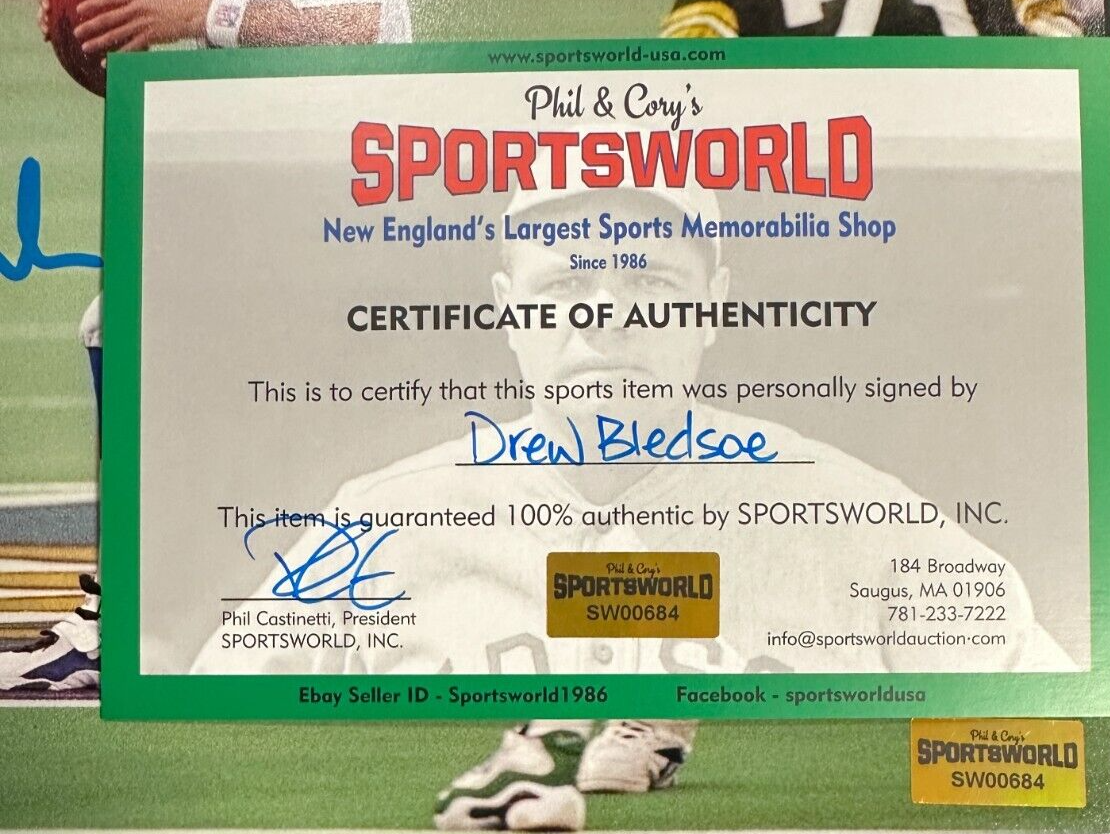 www.sportsworld-usa.com
Phil & Cory's
SPORTSWORLD
New England's Largest Sports Memorabilia Shop
Since 1986
CERTIFICATE OF AUTHENTICITY
This is to certify that this sports item was personally signed by
Drew Bledsoe
This item is guaranteed 100% authentic by SPORTSWORLD, INC.
Phil Castinetti, President
SPORTSWORLD, INC.
Phil & Cory's
SPORTSWORLD
SW00684
184 Broadway
Saugus, MA 01906
781-233-7222
info@sportsworldauction.com
Ebay Seller ID - Sportsworld1986 Facebook - sportsworldusa
Phil & Cory's
SPORTSWORLD
SW00684